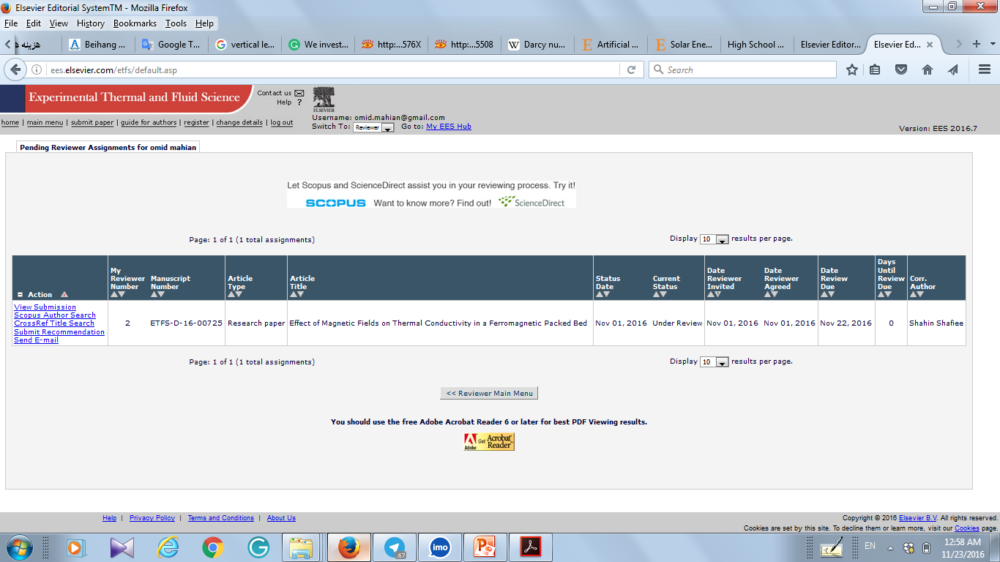 Elsevier Editorial SystemTM - Mozilla Firefox
File Edit View History Bookmarks Tools Help
هزینه ه
Beihang ...
Google T...
vertical le...
We invest...
http:...576X
http:...5508
Darcy nu...
Artificial ...
Solar Ene...
High School ...
Elsevier Editor...
Elsevier Ed...
ees.elsevier.com/etfs/default.asp
Search
Experimental Thermal and Fluid Science
Contact us
Help ?
ELSEVIER
Username: omid.mahian@gmail.com
Switch To: Reviewer Go to: My EES Hub
home | main menu | submit paper | guide for authors | register | change details | log out
Version: EES 2016.7
Pending Reviewer Assignments for omid mahian
Let Scopus and ScienceDirect assist you in your reviewing process. Try it!
SCOPUS Want to know more? Find out! ScienceDirect
Page: 1 of 1 (1 total assignments)
Display 10 results per page.
Action
My Reviewer Number
Manuscript Number
Article Type
Article Title
Status Date
Current Status
Date Reviewer Invited
Date Reviewer Agreed
Date Review Due
Days Until Review Due
Corr. Author
View Submission
Scopus Author Search
CrossRef Title Search
Submit Recommendation
Send E-mail
2 ETFS-D-16-00725 Research paper Effect of Magnetic Fields on Thermal Conductivity in a Ferromagnetic Packed Bed Nov 01, 2016 Under Review Nov 01, 2016 Nov 01, 2016 Nov 22, 2016 0 Shahin Shafiee
Page: 1 of 1 (1 total assignments)
Display 10 results per page.
<< Reviewer Main Menu
You should use the free Adobe Acrobat Reader 6 or later for best PDF Viewing results.
Adobe Get Acrobat Reader
Help | Privacy Policy | Terms and Conditions | About Us
Copyright © 2016 Elsevier B.V. All rights reserved.
Cookies are set by this site. To decline them or learn more, visit our Cookies page.
.67
imo
EN
12:58 AM
11/23/2016